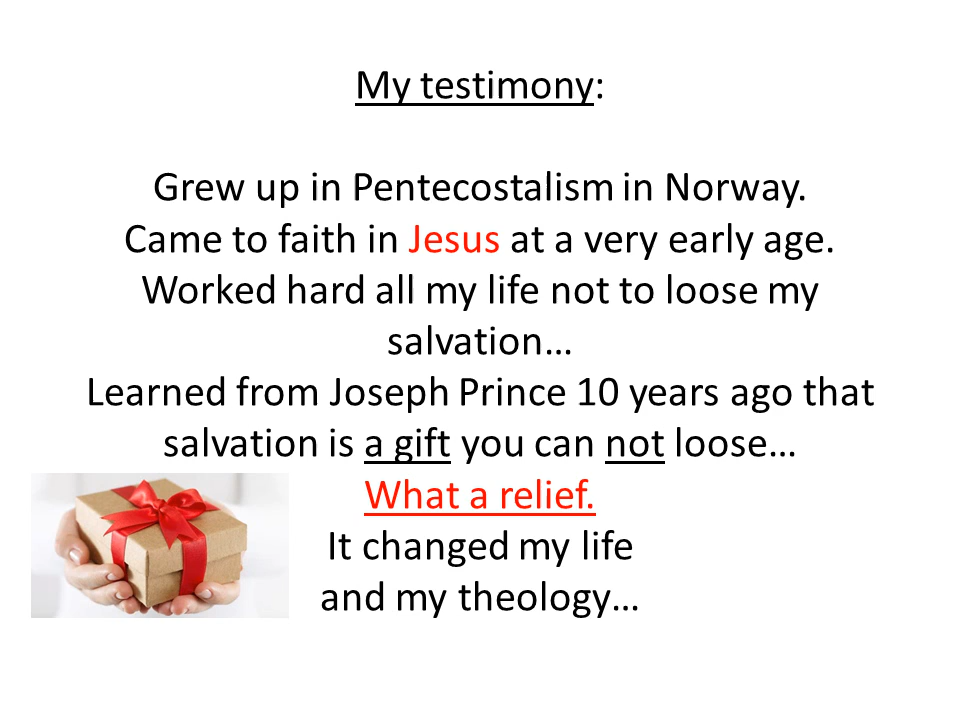 My testimony:
Grew up in Pentecostalism in Norway.
Came to faith in Jesus at a very early age.
Worked hard all my life not to loose my
salvation…
Learned from Joseph Prince 10 years ago that
salvation is a gift you can not loose…
What a relief.
It changed my life
and my theology…